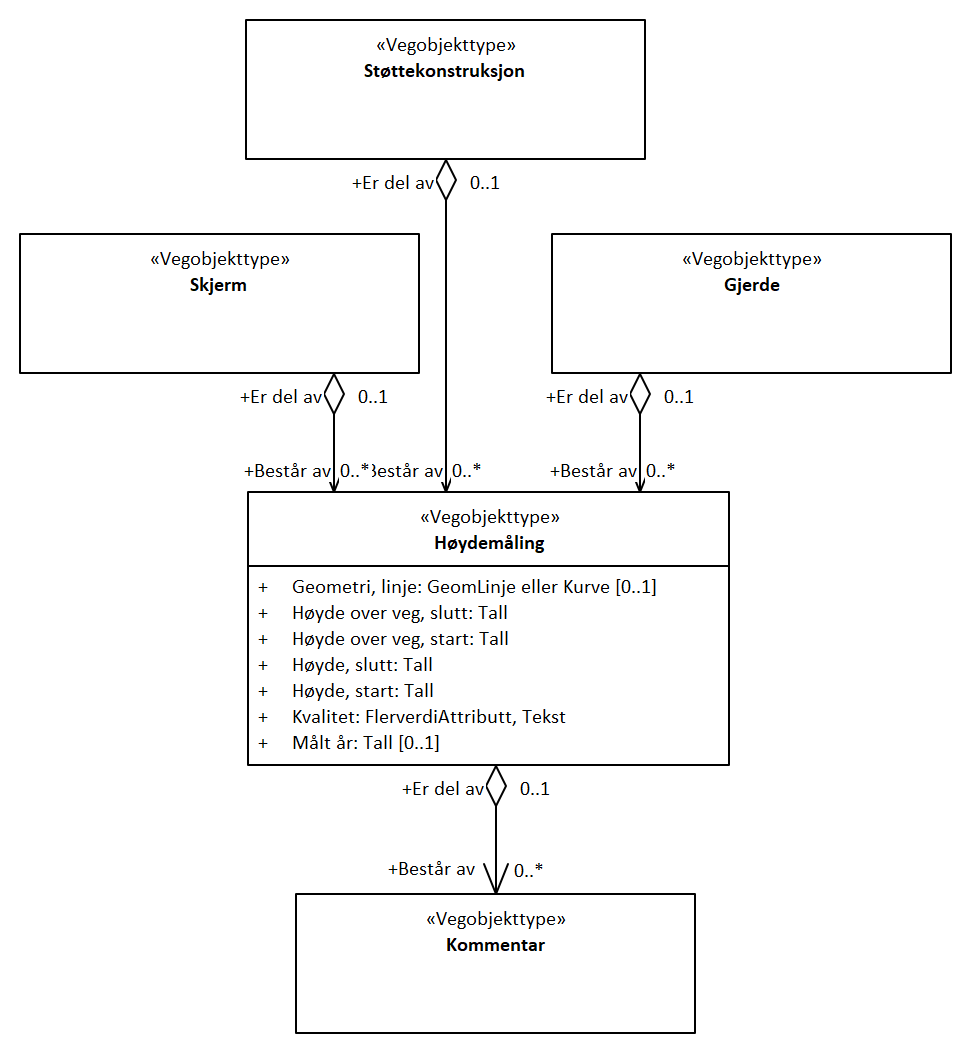 «Vegobjekttype»
Støttekonstruksjon
+Er del av 0..1
«Vegobjekttype»
Skjerm
«Vegobjekttype»
Gjerde
+Er del av 0..1
+Er del av 0..1
+Består av 0..*
Består av 0..*
+Består av 0..*
«Vegobjekttype»
Høydemåling
+ Geometri, linje: GeomLinje eller Kurve [0..1]
+ Høyde over veg, slutt: Tall
+ Høyde over veg, start: Tall
+ Høyde, slutt: Tall
+ Høyde, start: Tall
+ Kvalitet: FlerverdiAttributt, Tekst
+ Målt år: Tall [0..1]
+Er del av 0..1
+Består av 0..*
«Vegobjekttype»
Kommentar